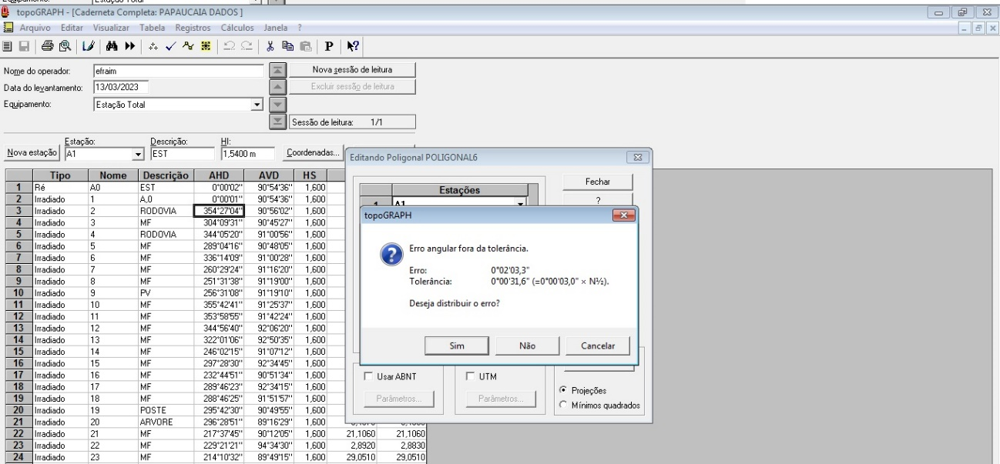 Equipamento: Estação Total
topoGRAPH - [Caderneta Completa: PAPAUCAIA DADOS ]
Arquivo Editar Visualizar Tabela Registros Cálculos Janela ?
P
Nome do operador: efraim
Nova sessão de leitura
Data do levantamento: 13/03/2023
Excluir sessão de leitura
Equipamento: Estação Total
Sessão de leitura: 1/1
Estação: Descrição: HI:
Nova estação A1 EST 1,5400 m Coordenadas...
Tipo Nome Descrição AHD AVD HS
1 Ré A0 EST 0°00'02" 90°54'36" 1,600
2 Irradiado 1 A,0 0°00'01" 90°54'36" 1,600
3 Irradiado 2 RODOVIA 354°27'04" 90°56'02" 1,600
4 Irradiado 3 MF 304°09'31" 90°45'27" 1,600
5 Irradiado 4 RODOVIA 344°05'20" 91°00'56" 1,600
6 Irradiado 5 MF 289°04'16" 90°48'05" 1,600
7 Irradiado 6 MF 336°14'09" 91°00'28" 1,600
8 Irradiado 7 MF 260°29'24" 91°16'20" 1,600
9 Irradiado 8 MF 251°31'38" 91°19'00" 1,600
10 Irradiado 9 PV 256°31'08" 91°19'10" 1,600
11 Irradiado 10 MF 355°42'41" 91°25'37" 1,600
12 Irradiado 11 MF 353°58'55" 91°42'24" 1,600
13 Irradiado 12 MF 344°56'40" 92°06'20" 1,600
14 Irradiado 13 MF 322°01'06" 92°50'35" 1,600
15 Irradiado 14 MF 246°02'15" 91°07'12" 1,600
16 Irradiado 15 MF 297°28'30" 92°34'45" 1,600
17 Irradiado 16 MF 232°44'51" 90°51'34" 1,600
18 Irradiado 17 MF 289°46'23" 92°34'15" 1,600
19 Irradiado 18 MF 288°46'25" 91°51'57" 1,600
20 Irradiado 19 POSTE 295°42'30" 90°49'55" 1,600
21 Irradiado 20 ARVORE 296°28'51" 89°16'29" 1,600
22 Irradiado 21 MF 217°37'45" 90°12'05" 1,600 21,1060 21,1060
23 Irradiado 22 MF 229°21'21" 94°34'30" 1,600 2,8920 2,8830
24 Irradiado 23 MF 214°10'32" 89°49'15" 1,600 29,0510 29,0510
Editando Poligonal POLIGONAL6
Estações
1 A1
Fechar
?
topoGRAPH
Erro angular fora da tolerância.
Erro: 0°02'03,3"
Tolerância: 0°00'31,6" (=0°00'03,0" × N½).
Deseja distribuir o erro?
Sim Não Cancelar
Usar ABNT
Parâmetros...
UTM
Parâmetros...
Projeções
Mínimos quadrados